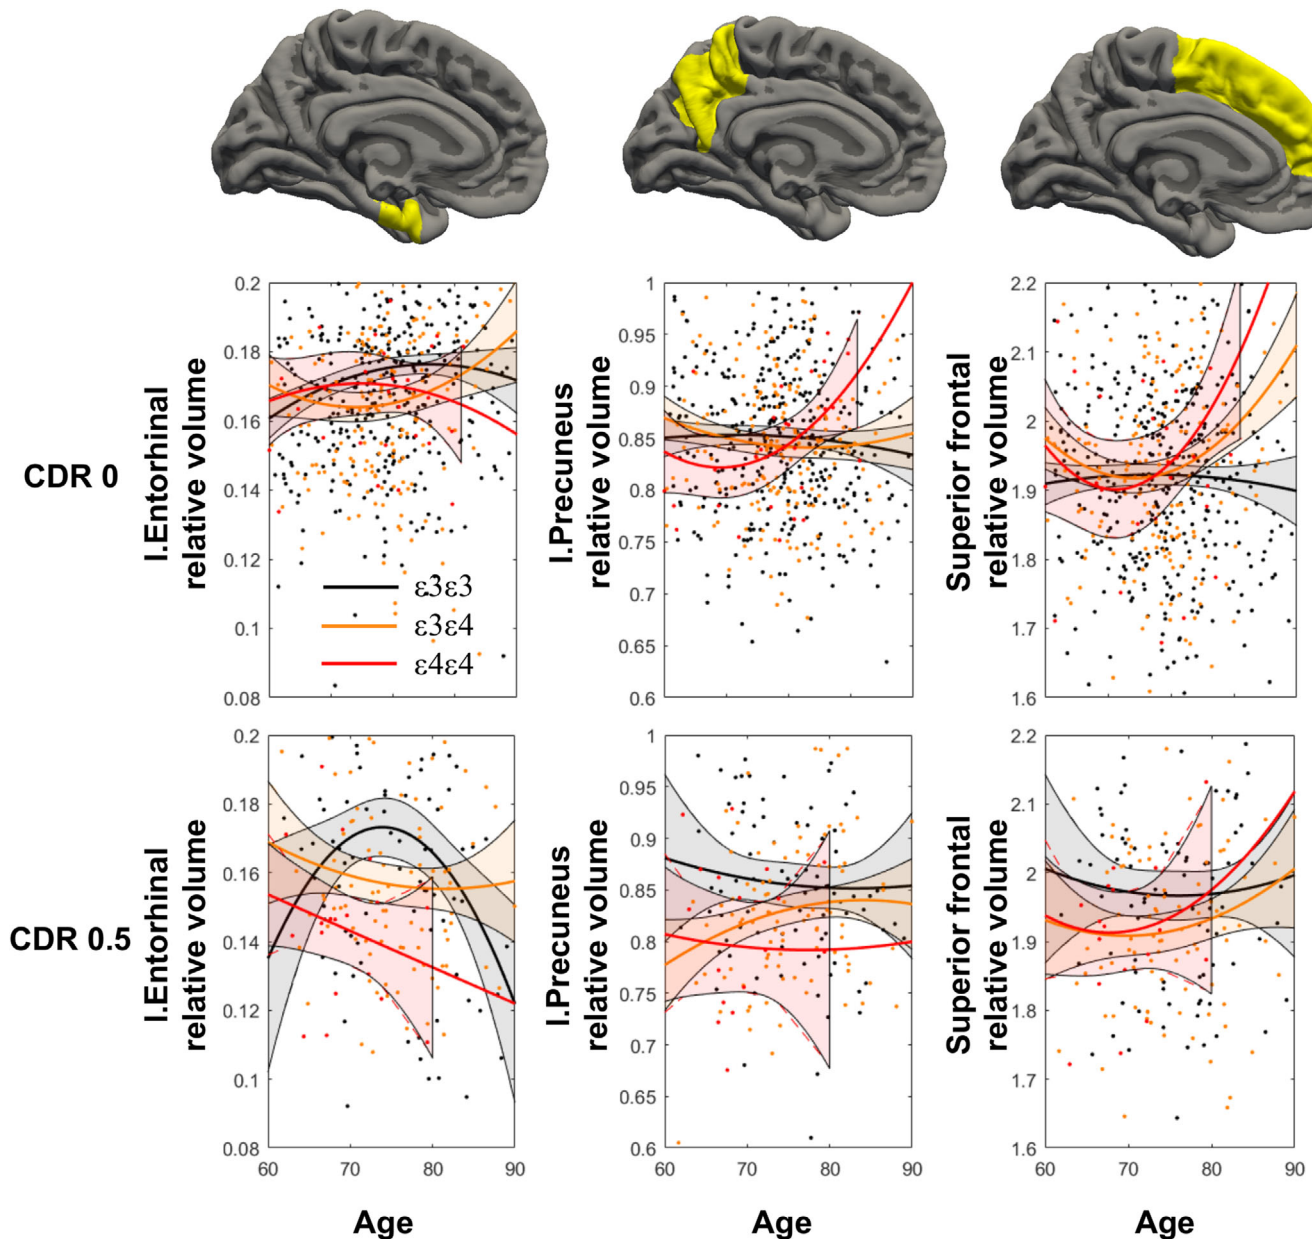 0.2
0.18
0.16
0.14
0.12
0.1
0.08
l.Entorhinal
relative volume
ε3ε3
ε3ε4
ε4ε4
1
0.95
0.9
0.85
0.8
0.75
0.7
0.65
0.6
l.Precuneus
relative volume
2.2
2.1
2
1.9
1.8
1.7
1.6
Superior frontal
relative volume
CDR 0
0.2
0.18
0.16
0.14
0.12
0.1
0.08
l.Entorhinal
relative volume
1
0.95
0.9
0.85
0.8
0.75
0.7
0.65
0.6
l.Precuneus
relative volume
2.2
2.1
2
1.9
1.8
1.7
1.6
Superior frontal
relative volume
CDR 0.5
60 70 80 90
60 70 80 90
60 70 80 90
Age
Age
Age